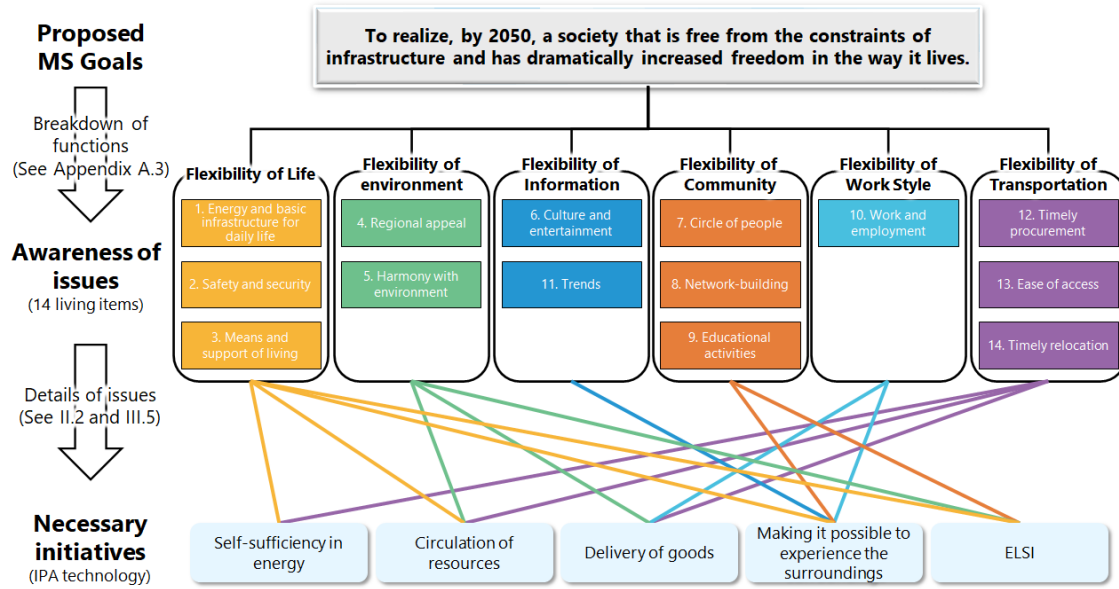 Proposed
MS Goals
To realize, by 2050, a society that is free from the constraints of
infrastructure and has dramatically increased freedom in the way it lives.
Breakdown of
functions
(See Appendix A.3)
Flexibility of Life
Flexibility of
environment
Flexibility of
Information
Flexibility of
Community
Flexibility of
Work Style
Flexibility of
Transportation
Awareness of
issues
(14 living items)
1. Energy and basic
infrastructure for
daily life
2. Safety and security
3. Means and
support of living
4. Regional appeal
5. Harmony with
environment
6. Culture and
entertainment
11. Trends
7. Circle of people
8. Network-building
9. Educational
activities
10. Work and
employment
12. Timely
procurement
13. Ease of access
14. Timely relocation
Details of issues
(See II.2 and III.5)
Necessary
initiatives
(IPA technology)
Self-sufficiency in
energy
Circulation of
resources
Delivery of goods
Making it possible to
experience the
surroundings
ELSI